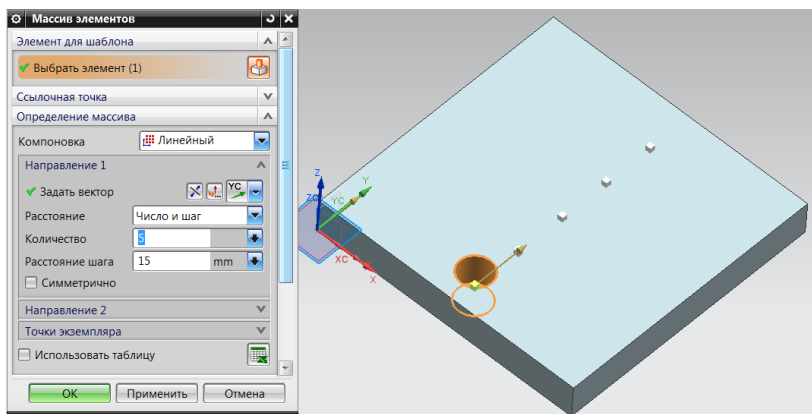 Массив элементов
Элемент для шаблона
Выбрать элемент (1)
Ссылочная точка
Определение массива
Компоновка
Линейный
Направление 1
Задать вектор
YC
Расстояние
Число и шаг
Количество
5
Расстояние шага
15
mm
Симметрично
Направление 2
Точки экземпляра
Использовать таблицу
ОК
Применить
Отмена
Z
ZC
YC
Y
XC
X